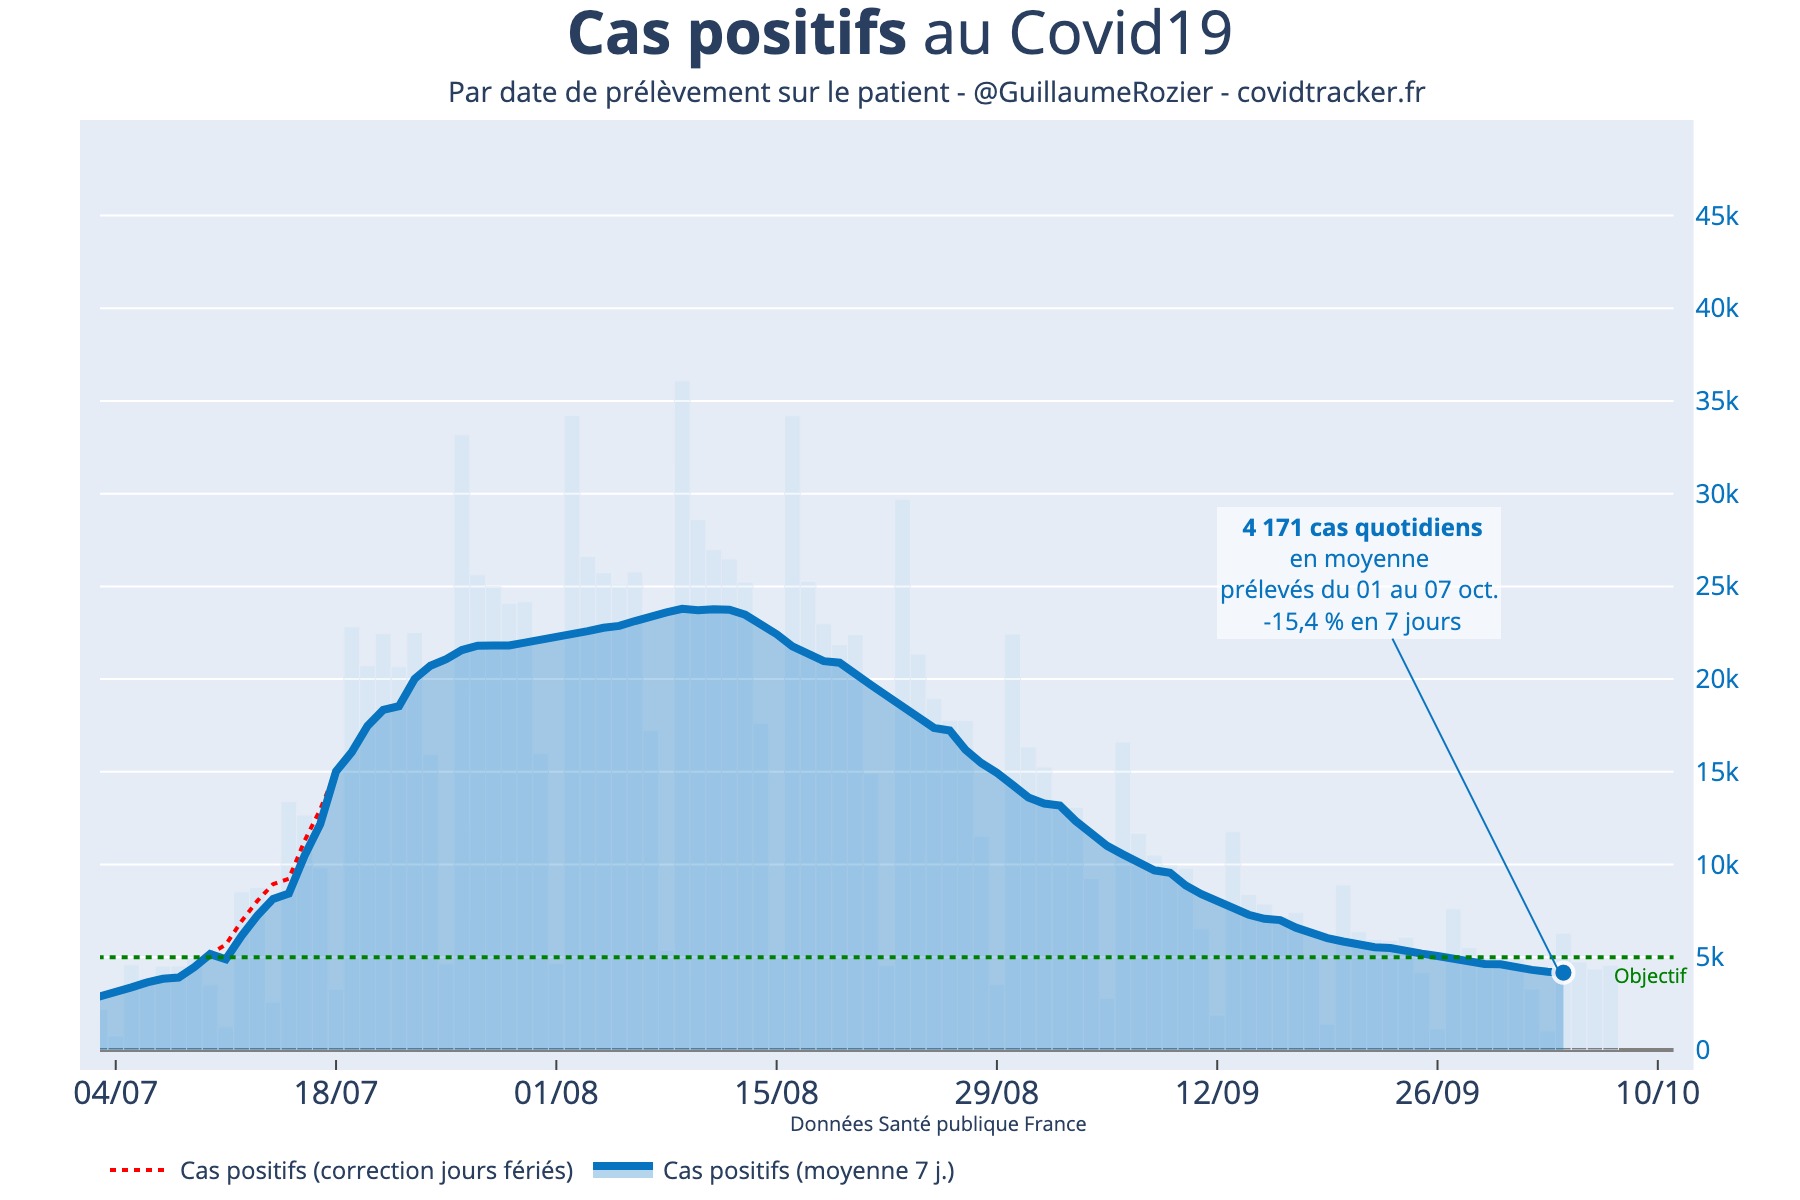 Cas positifs au Covid19
Par date de prélèvement sur le patient - @GuillaumeRozier - covidtracker.fr
45k
40k
35k
30k
4 171 cas quotidiens
en moyenne
prélevés du 01 au 07 oct.
-15,4 % en 7 jours
25k
20k
15k
10k
5k
Objectif
0
04/07 18/07 01/08 15/08 29/08 12/09 26/09 10/10
Données Santé publique France
Cas positifs (correction jours fériés) Cas positifs (moyenne 7 j.)